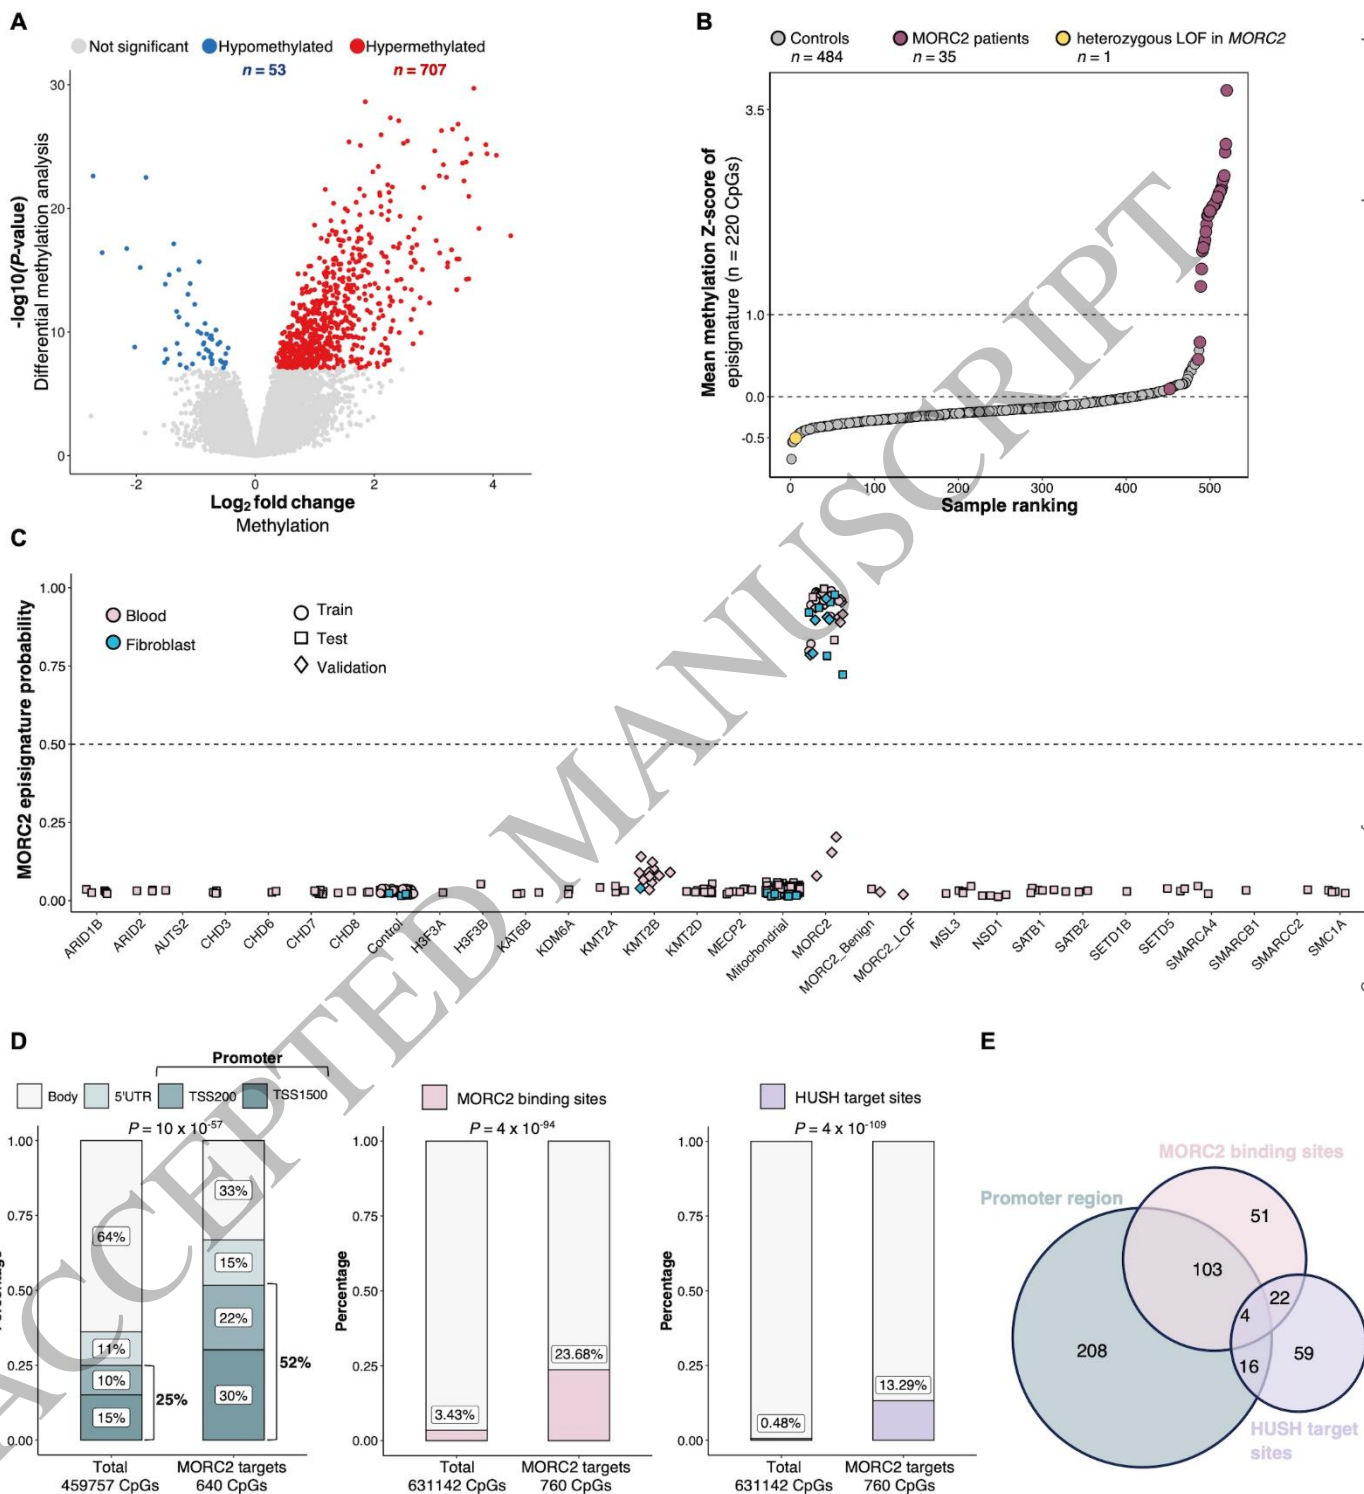 A
Not significant
Hypomethylated
Hypermethylated
n = 53
n = 707
-log10(P-value)
Differential methylation analysis
30
20
10
0
-2
0
2
4
Log2 fold change
Methylation
B
Controls
n = 484
MORC2 patients
n = 35
heterozygous LOF in MORC2
n = 1
Mean methylation Z-score of
episignature (n = 220 CpGs)
3.5
1.0
0.0
-0.5
0
100
200
300
400
500
Sample ranking
C
MORC2 episignature probability
1.00
0.75
0.50
0.25
0.00
Blood
Fibroblast
Train
Test
Validation
ARID1B
ARID2
AUTS2
CHD3
CHD6
CHD7
CHD8
Control
H3F3A
H3F3B
KAT6B
KDM6A
KMT2A
KMT2B
KMT2D
MECP2
Mitochondrial
MORC2
MORC2_Benign
MORC2_LOF
MSL3
NSD1
SATB1
SATB2
SETD1B
SETD5
SMARCA4
SMARCB1
SMARCC2
SMC1A
D
Promoter
Body
5'UTR
TSS200
TSS1500
P = 10 x 10-57
1.00
0.75
0.50
0.25
0.00
64%
11%
10%
15%
25%
33%
15%
22%
30%
52%
Total
459757 CpGs
MORC2 targets
640 CpGs
MORC2 binding sites
P = 4 x 10-94
Percentage
1.00
0.75
0.50
0.25
0.00
3.43%
23.68%
Total
631142 CpGs
MORC2 targets
760 CpGs
HUSH target sites
P = 4 x 10-109
Percentage
1.00
0.75
0.50
0.25
0.00
0.48%
13.29%
Total
631142 CpGs
MORC2 targets
760 CpGs
E
MORC2 binding sites
Promoter region
51
103
22
4
208
16
59
HUSH target
sites
ACCEPTED MANUSCRIPT